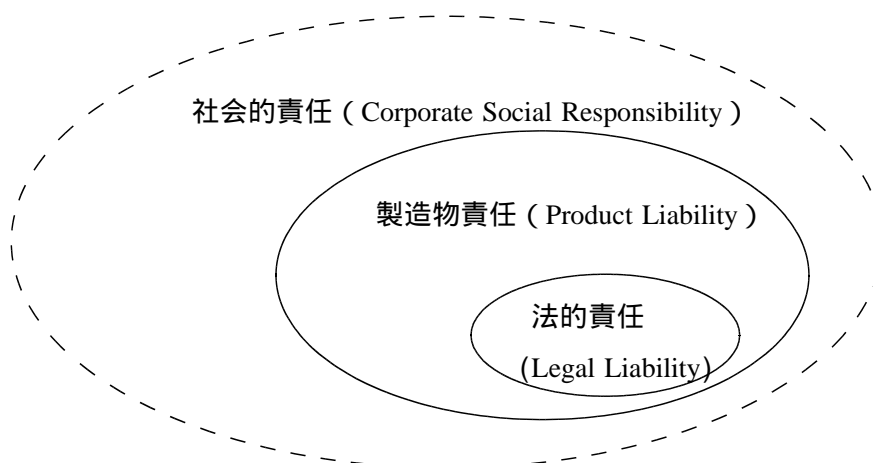 社会的責任（Corporate Social Responsibility）
製造物責任（Product Liability）
法的責任
(Legal Liability)